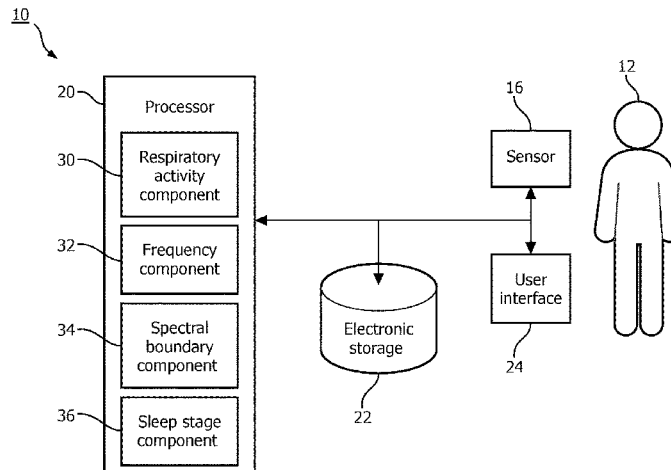 10
20
Processor
30
Respiratory
activity
component
32
Frequency
component
34
Spectral
boundary
component
36
Sleep stage
component
16
Sensor
12
User
interface
24
Electronic
storage
22